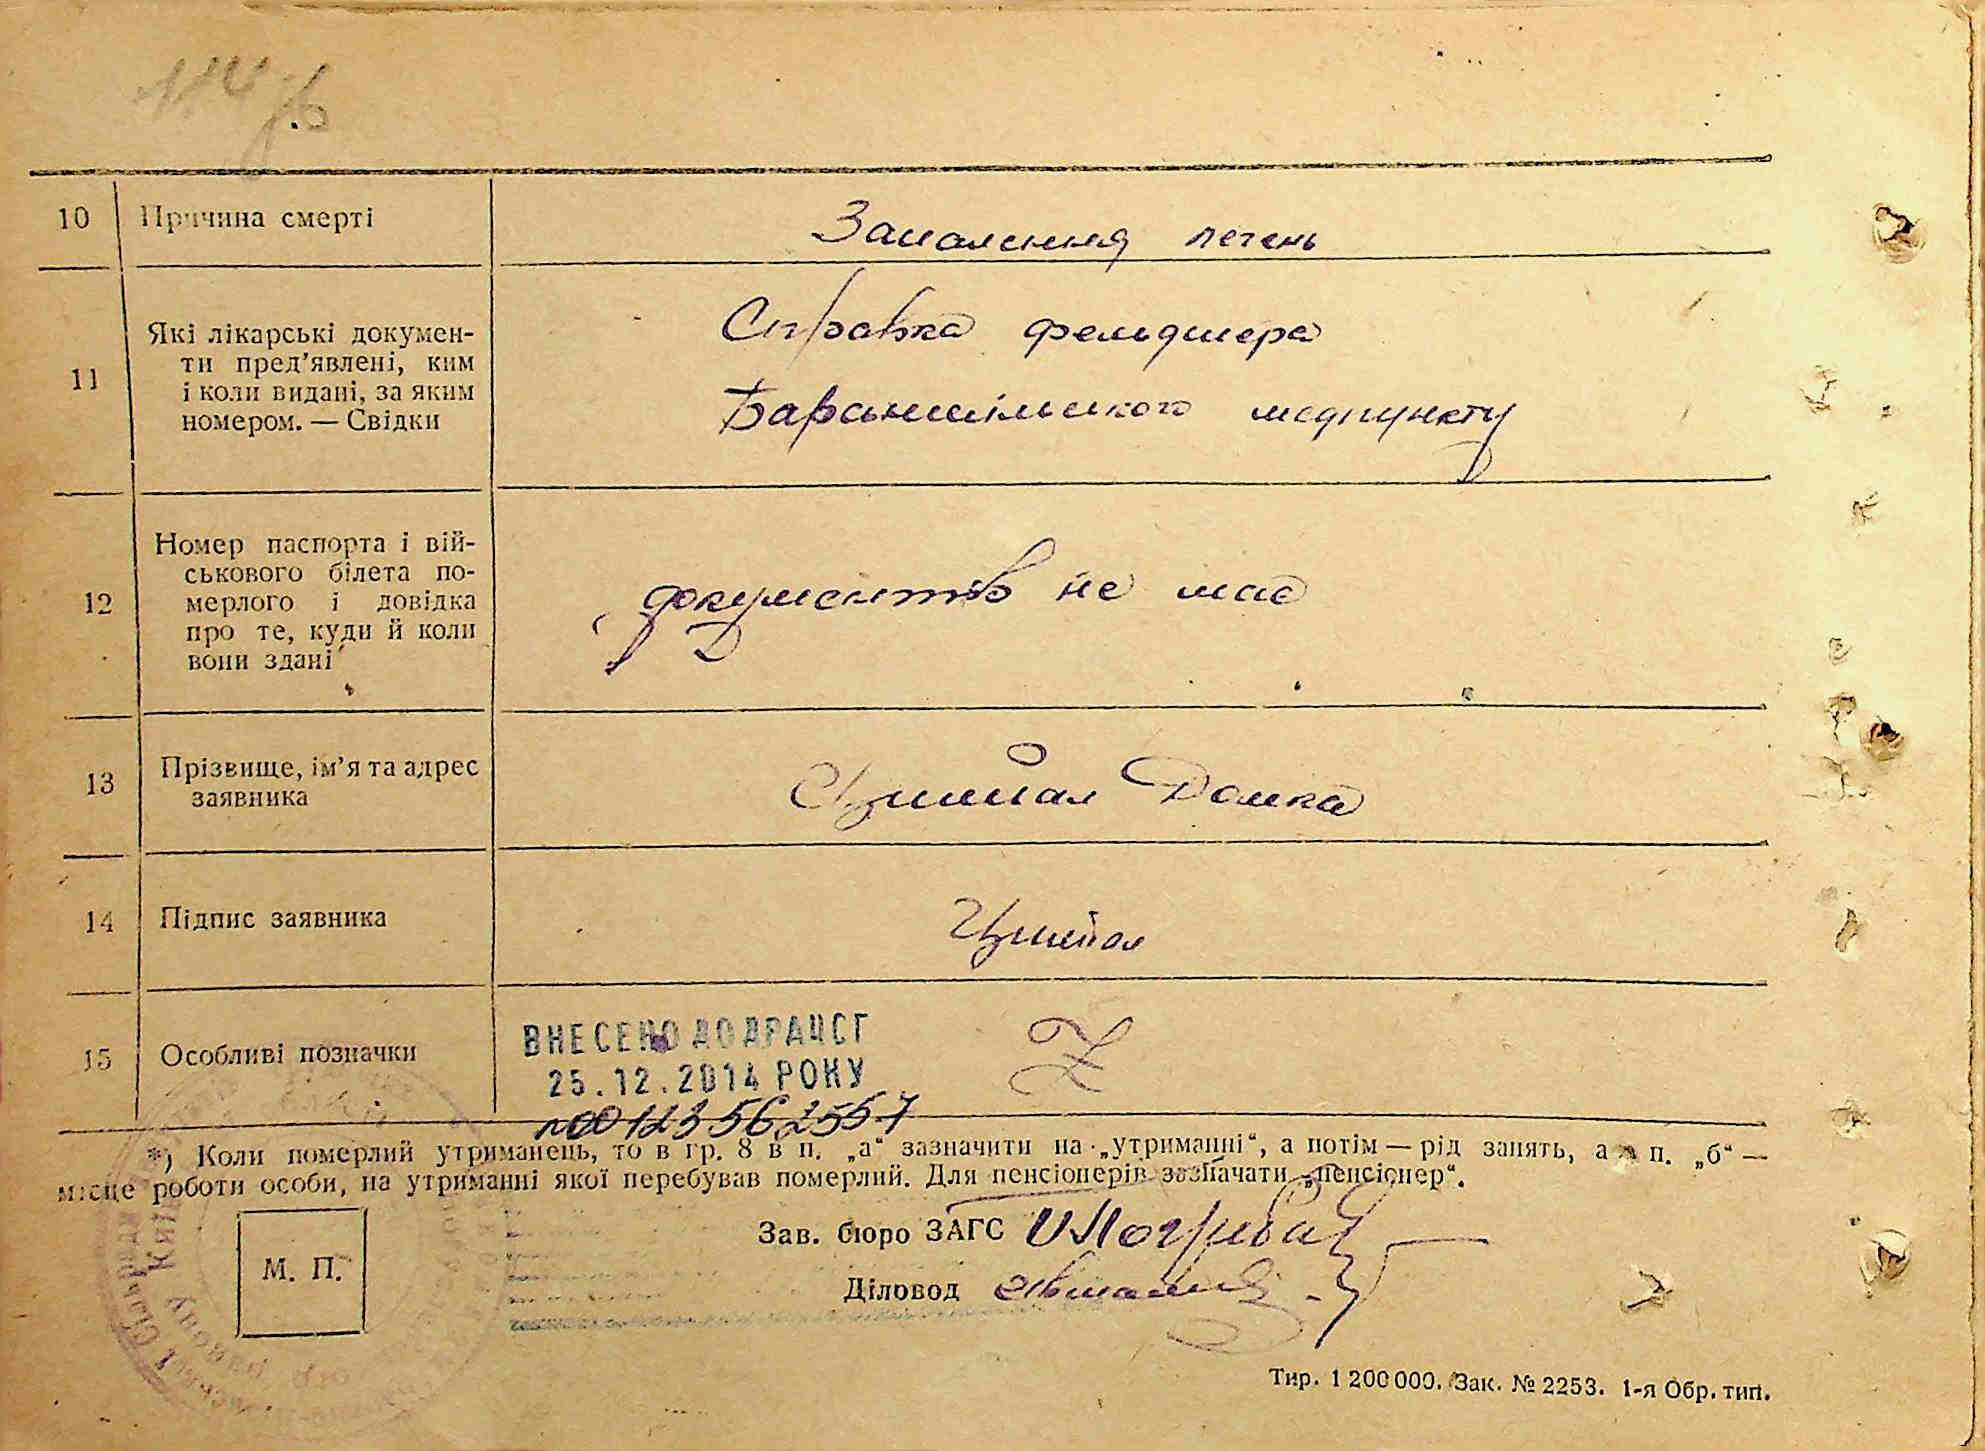 114/6
10 Причина смерті Запалення печень
11 Які лікарські докумен-
ти пред’явлені, ким
і коли видані, за яким
номером. — Свідки
Справка фельдшера
медпункту
12 Номер паспорта і вій-
ськового білета по-
мерлого і довідка
про те, куди й коли
вони здані
документів не має
13 Прізвище, ім’я та адрес
заявника
Домка
14 Підпис заявника
15 Особливі позначки
ВНЕСЕНО ДО ДРАЦСГ
25.12.2014 РОКУ
№00123562557
*) Коли померлий утриманець, то в гр. 8 в п. „а“ зазначити на „утриманні“, а потім — рід занять, а в п. „б“ —
місце роботи особи, на утриманні якої перебував померлий. Для пенсіонерів зазначати „пенсіонер“.
М. П.
Зав. бюро ЗАГС
Діловод
Тир. 1 200 000. Зак. № 2253. 1-я Обр. тип.